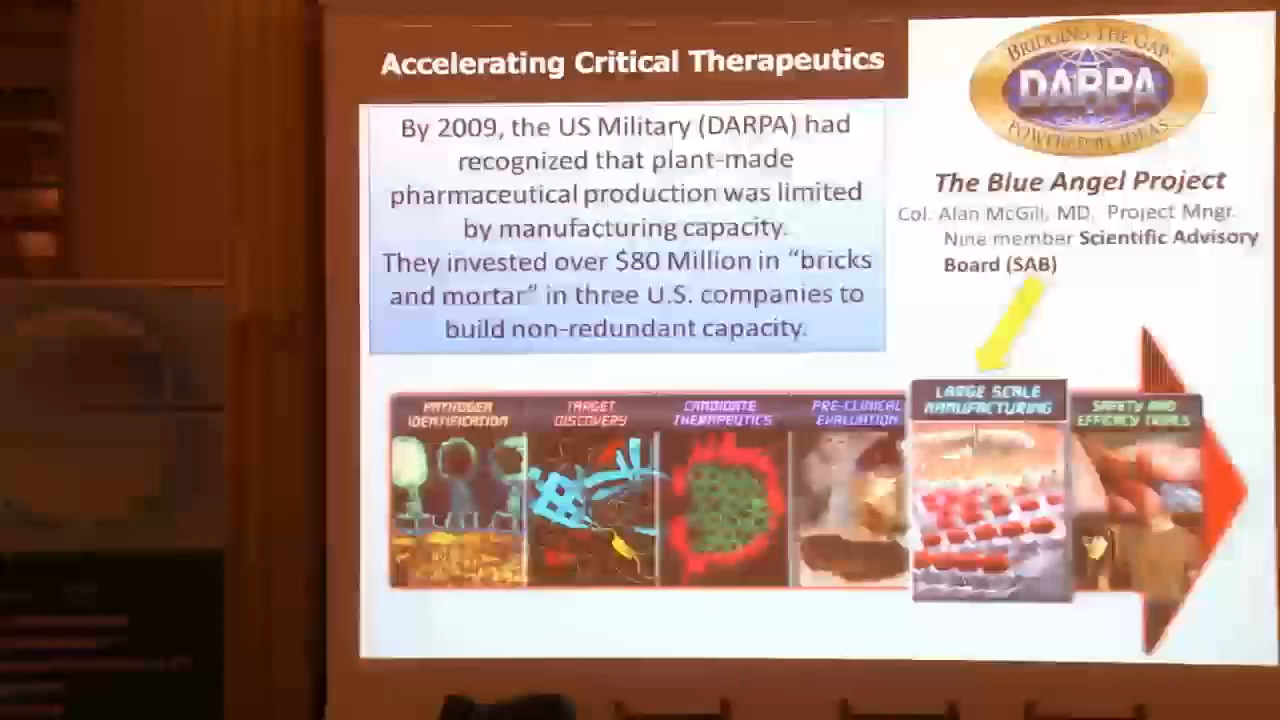 Accelerating Critical Therapeutics
By 2009, the US Military (DARPA) had
recognized that plant-made
pharmaceutical production was limited
by manufacturing capacity.
They invested over $80 Million in “bricks
and mortar” in three U.S. companies to
build non-redundant capacity.
BRIDGING THE GAP
DARPA
POWERED BY IDEAS
The Blue Angel Project
Col. Alan McGill, MD, Project Mngr.
Nine member Scientific Advisory
Board (SAB)
PATHOGEN
IDENTIFICATION
TARGET
DISCOVERY
CANDIDATE
THERAPEUTICS
PRE-CLINICAL
EVALUATION
LARGE SCALE
MANUFACTURING
SAFETY AND
EFFICACY TRIALS